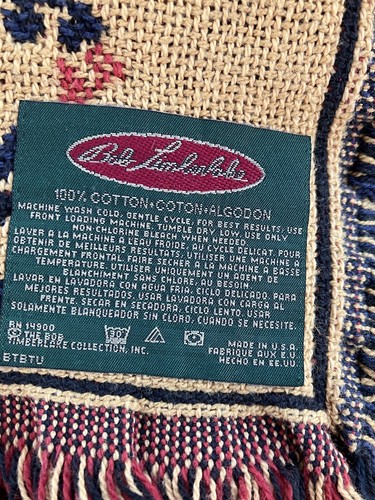 Bob Timberlake
100% COTTON•COTON•ALGODON
MACHINE WASH COLD, GENTLE CYCLE, FOR BEST RESULTS, USE
FRONT LOADING MACHINE. TUMBLE DRY LOW. USE ONLY
NON-CHLORINE BLEACH WHEN NEEDED.
LAVER A LA MACHINE A L'EAU FROIDE, AU CYCLE DELICAT. POUR
OBTENIR DE MEILLEURS RESULTATS, UTILISER UNE MACHINE A
CHARGEMENT FRONTAL. FAIRE SECHER A LA MACHINE A BASSE
TEMPERATURE. UTILISER UNIQUEMENT UN AGENT DE
BLANCHIMENT SANS CHLORE, AU BESOIN.
LAVAR EN LAVADORA CON AGUA FRIA, CICLO DELICADO. PARA
MEJORES RESULTADOS, USAR LAVADORA CON CARGA AL
FRENTE. SECAR EN SECADORA, CICLO LENTO. USAR
SOLAMENTE BLANQUEADOR SIN CLORO, CUANDO SE NECESITE.
RN 14900
© THE BOB
TIMBERLAKE COLLECTION, INC.
BTBTU
30°
MADE IN U.S.A.
FABRIQUE AUX E.U.
HECHO EN EE.UU.